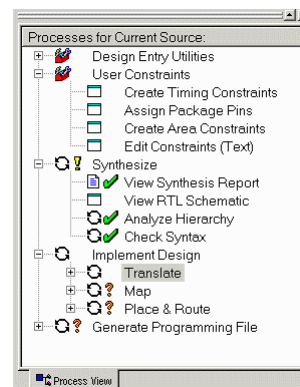 Processes for Current Source:
Design Entry Utilities
User Constraints
Create Timing Constraints
Assign Package Pins
Create Area Constraints
Edit Constraints (Text)
Synthesize
View Synthesis Report
View RTL Schematic
Analyze Hierarchy
Check Syntax
Implement Design
Translate
Map
Place & Route
Generate Programming File
Process View